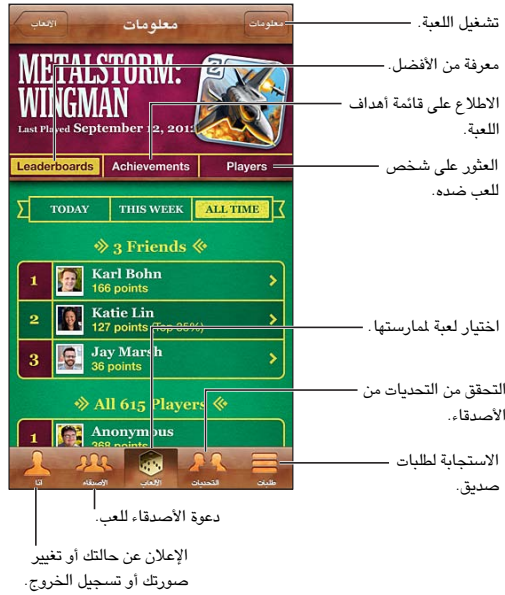 الألعاب
معلومات
معلومات
تشغيل اللعبة.
METALSTORM:
WINGMAN
Last Played September 12, 2012
معرفة من الأفضل.
الاطلاع على قائمة أهداف
اللعبة.
Leaderboards
Achievements
Players
العثور على شخص
للعب ضده.
TODAY
THIS WEEK
ALL TIME
3 Friends
1
Karl Bohn
166 points
2
Katie Lin
127 points (Top 35%)
3
Jay Marsh
36 points
اختيار لعبة لممارستها.
All 615 Players
1
Anonymous
368 points
التحقق من التحديات من
الأصدقاء.
أنا
الأصدقاء
الألعاب
التحديات
طلبات
الاستجابة لطلبات
صديق.
دعوة الأصدقاء للعب.
الإعلان عن حالتك أو تغيير
صورتك أو تسجيل الخروج.